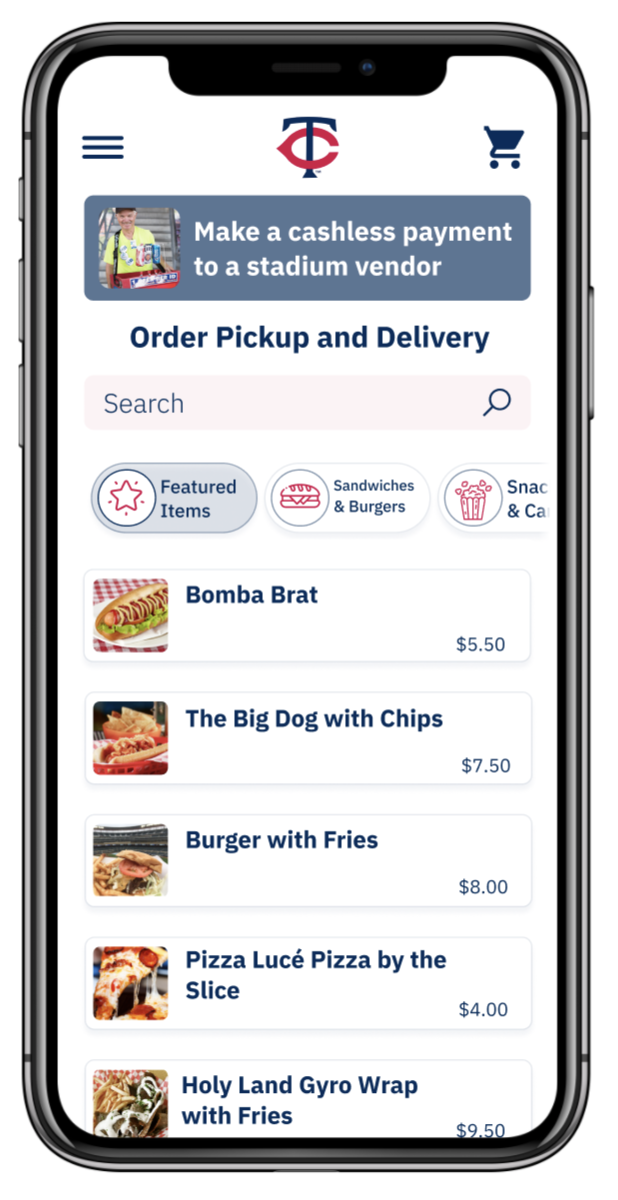 TC
Make a cashless payment
to a stadium vendor
Order Pickup and Delivery
Search
Featured
Items
Sandwiches
& Burgers
Snac
& Ca
Bomba Brat
$5.50
The Big Dog with Chips
$7.50
Burger with Fries
$8.00
Pizza Lucé Pizza by the
Slice
$4.00
Holy Land Gyro Wrap
with Fries
$9.50